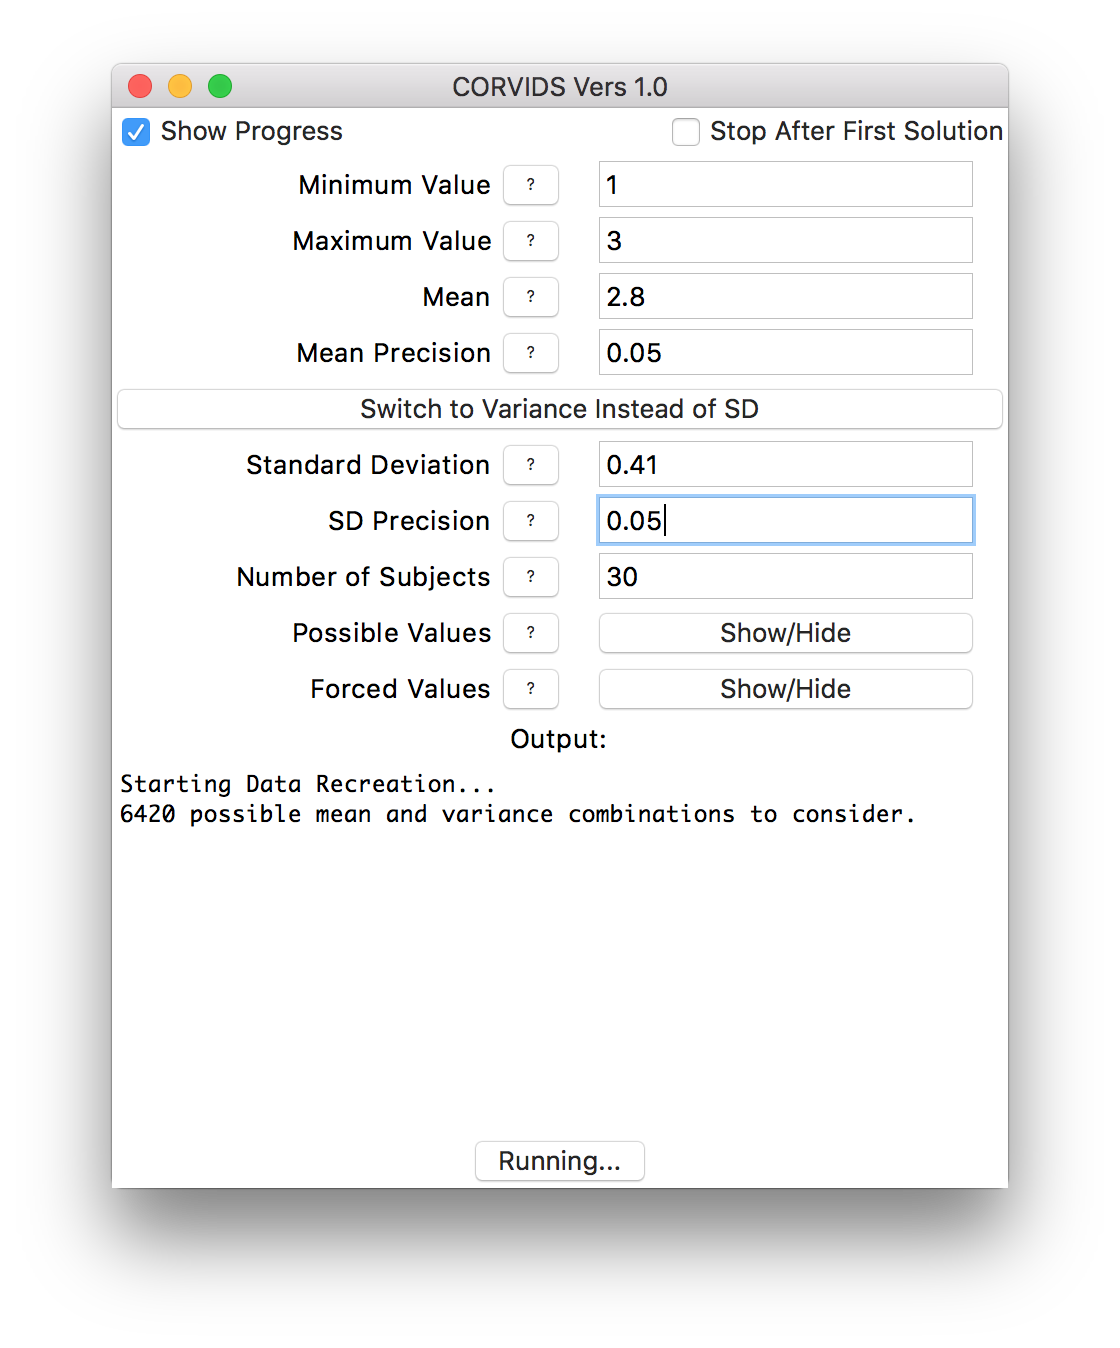 CORVIDS Vers 1.0
Show Progress Stop After First Solution
Minimum Value ? 1
Maximum Value ? 3
Mean ? 2.8
Mean Precision ? 0.05
Switch to Variance Instead of SD
Standard Deviation ? 0.41
SD Precision ? 0.05
Number of Subjects ? 30
Possible Values ? Show/Hide
Forced Values ? Show/Hide
Output:
Starting Data Recreation...
6420 possible mean and variance combinations to consider.
Running...